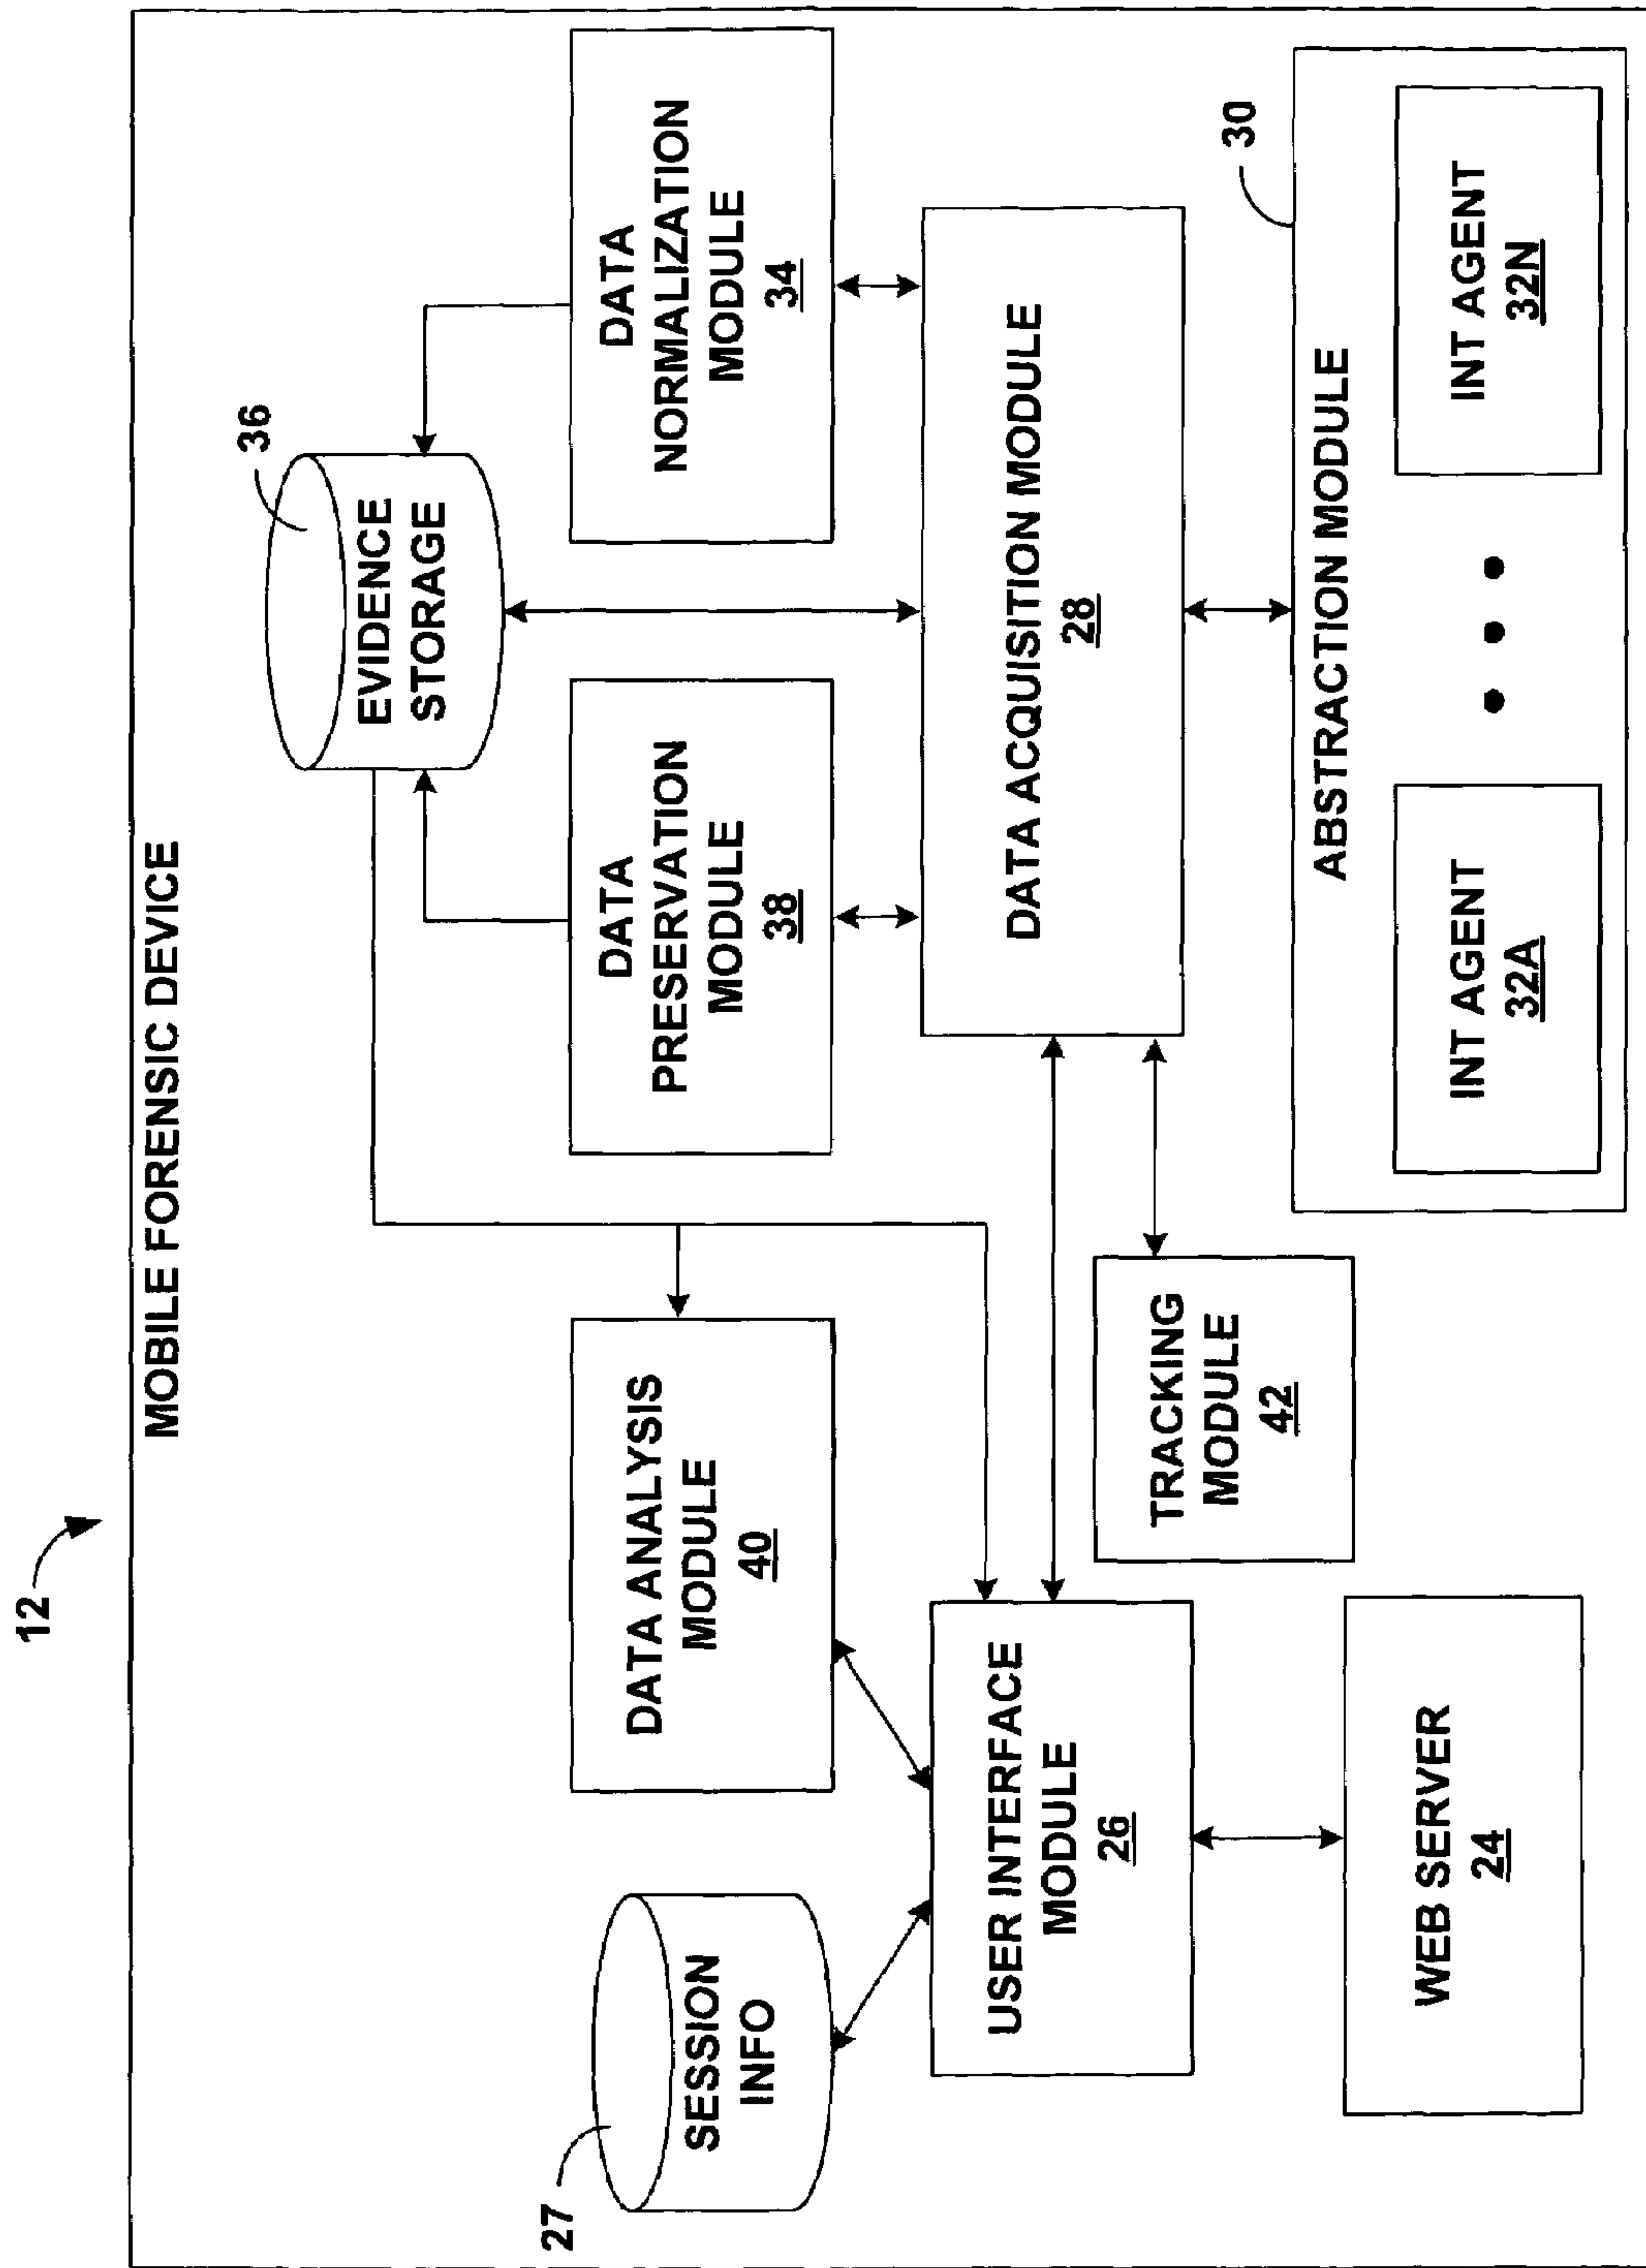 12
MOBILE FORENSIC DEVICE
36
EVIDENCE
STORAGE
27
SESSION
INFO
DATA ANALYSIS
MODULE
40
DATA
PRESERVATION
MODULE
38
DATA
NORMALIZATION
MODULE
34
USER INTERFACE
MODULE
26
DATA ACQUISITION MODULE
28
TRACKING
MODULE
42
WEB SERVER
24
30
ABSTRACTION MODULE
INT AGENT
32A
INT AGENT
32N